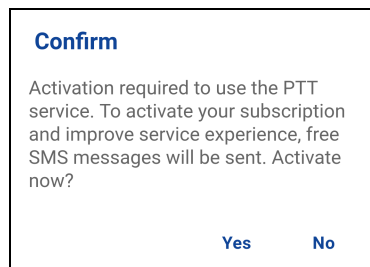 Confirm
Activation required to use the PTT
service. To activate your subscription
and improve service experience, free
SMS messages will be sent. Activate
now?
Yes No